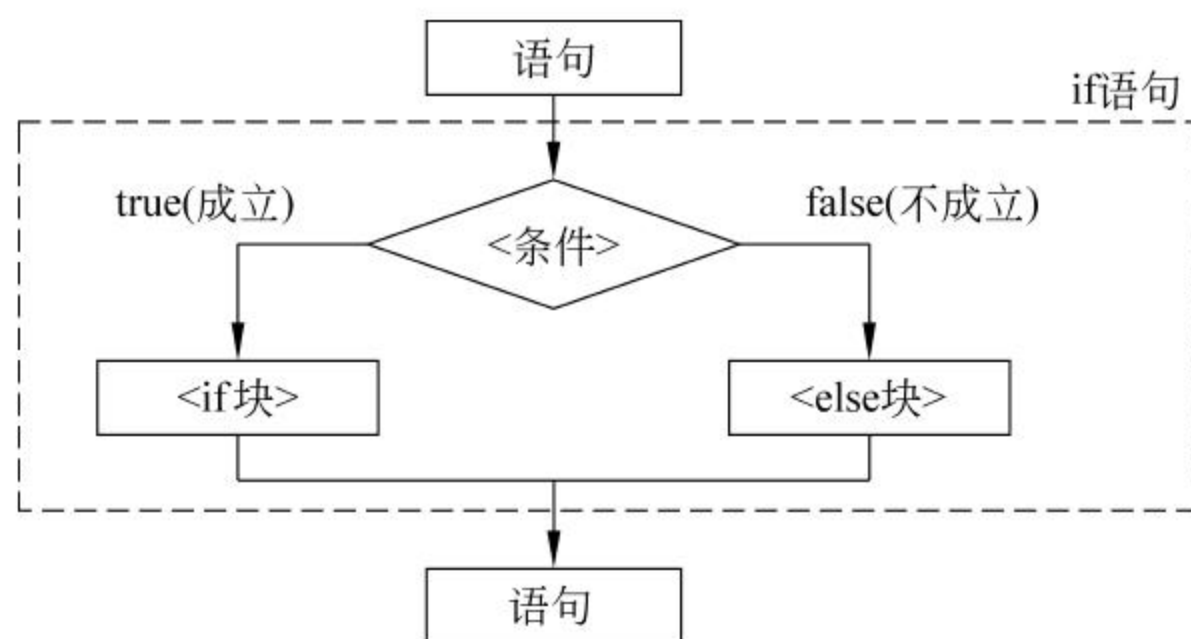 语句
if语句
true(成立)
false(不成立)
<条件>
<if块>
<else块>
语句